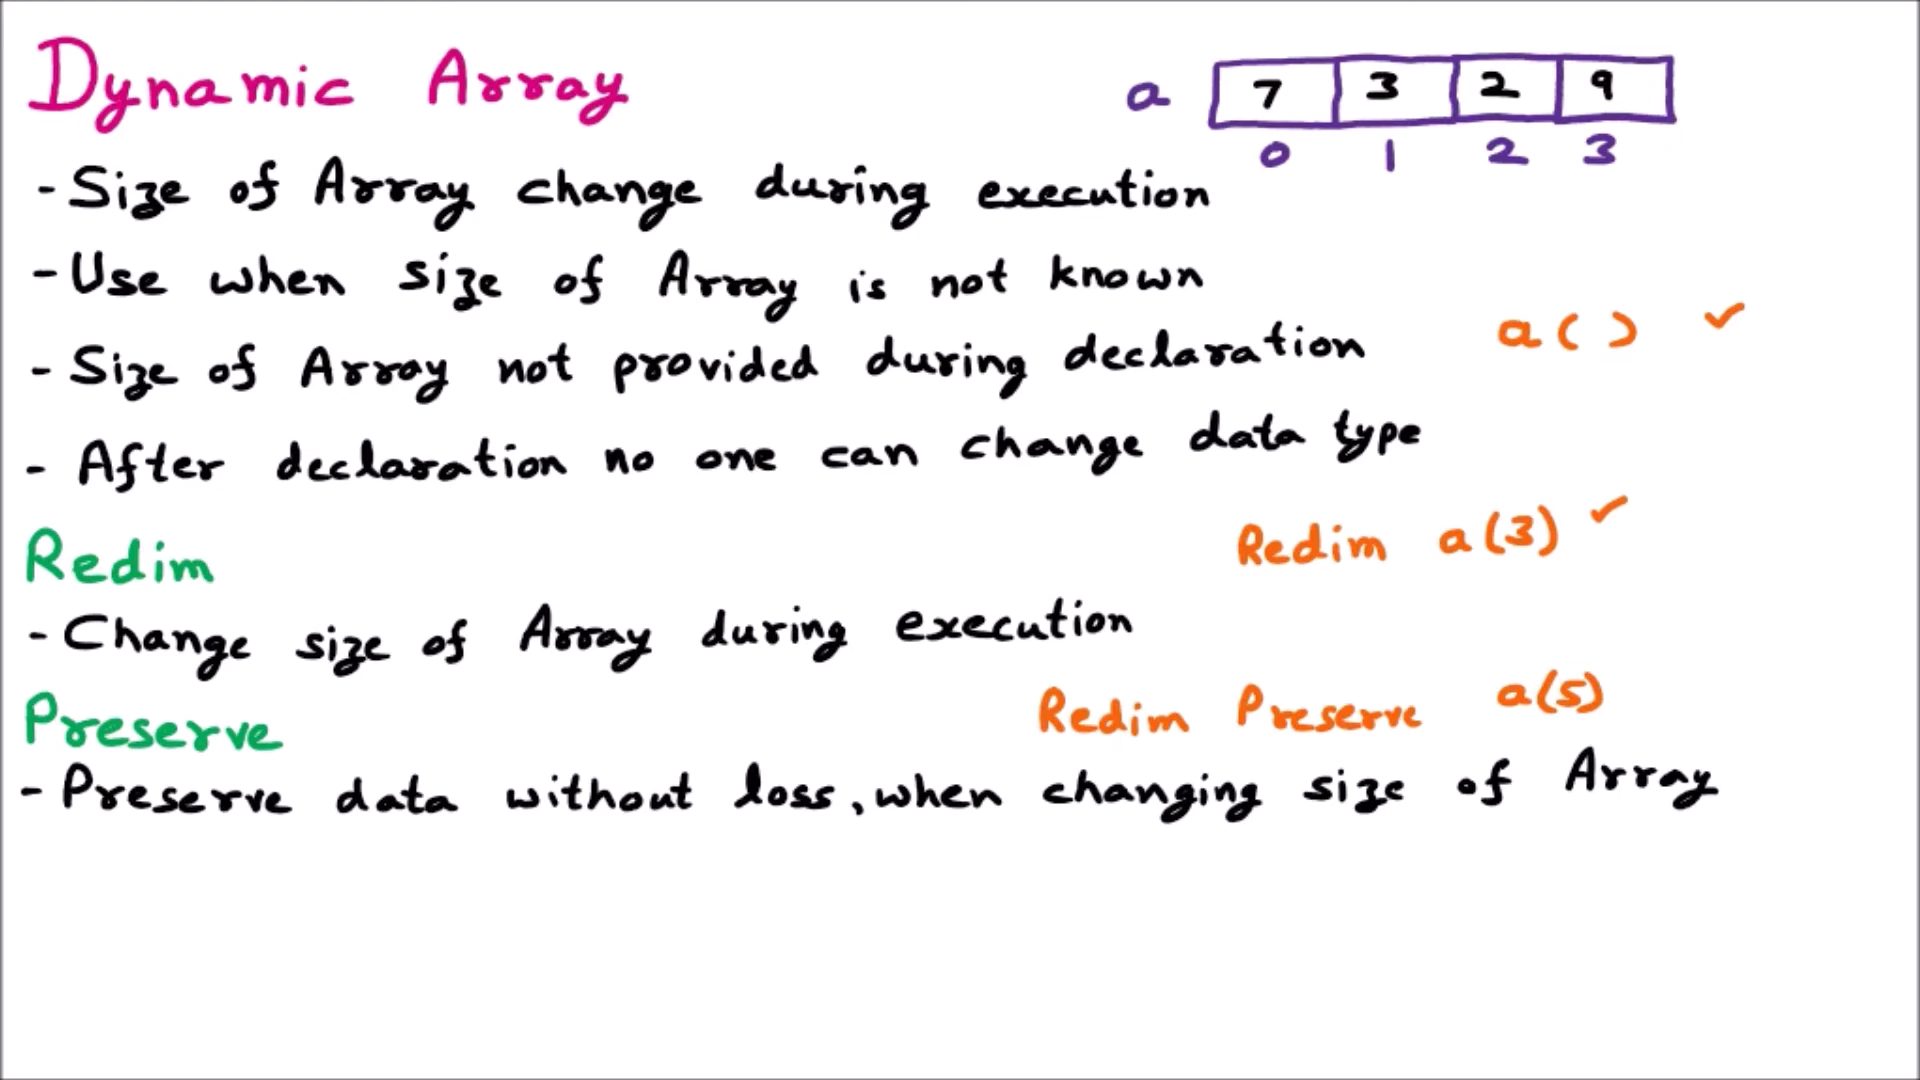 Dynamic Array
a 7 3 2 9
0 1 2 3
- Size of Array change during execution
- Use when size of Array is not known
- Size of Array not provided during declaration a( ) ✓
- After declaration no one can change data type
Redim Redim a(3) ✓
- Change size of Array during execution
Preserve Redim Preserve a(5)
- Preserve data without loss, when changing size of Array